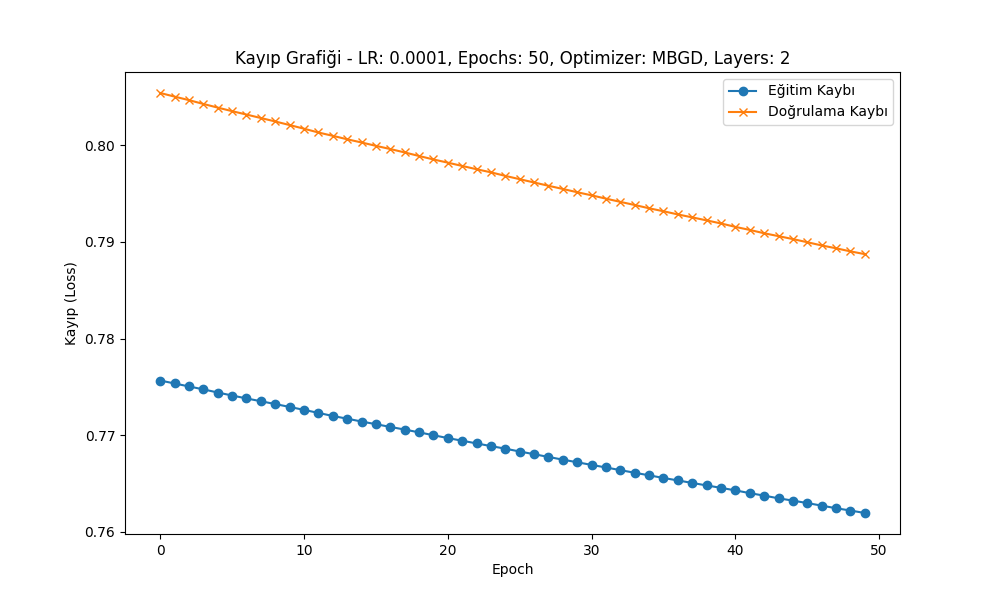 Kayıp Grafiği - LR: 0.0001, Epochs: 50, Optimizer: MBGD, Layers: 2
Eğitim Kaybı
Doğrulama Kaybı
Kayıp (Loss)
0.80
0.79
0.78
0.77
0.76
0 10 20 30 40 50
Epoch